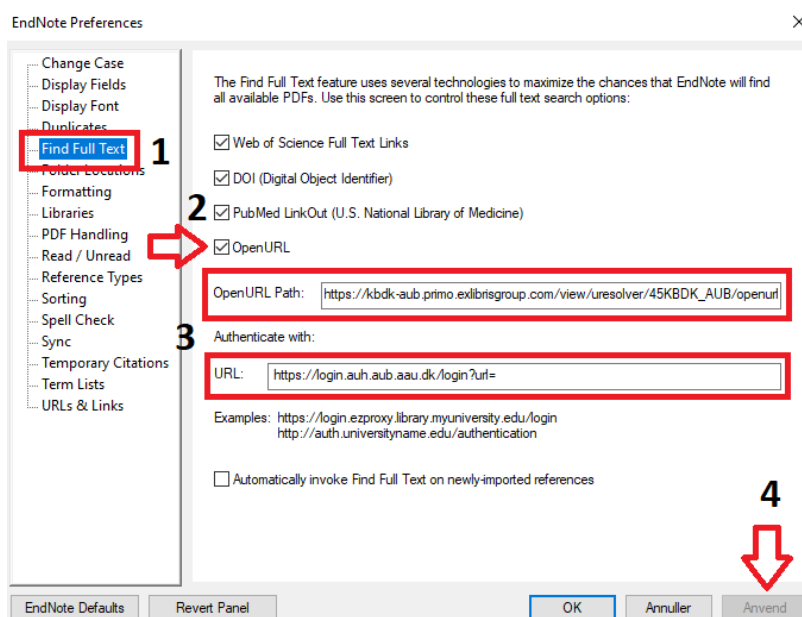 EndNote Preferences
Change Case
Display Fields
Display Font
Duplicates
Find Full Text
1
Folder Locations
Formatting
Libraries
PDF Handling
Read / Unread
Reference Types
Sorting
Spell Check
Sync
Temporary Citations
Term Lists
URLs & Links
The Find Full Text feature uses several technologies to maximize the chances that EndNote will find
all available PDFs. Use this screen to control these full text search options:
Web of Science Full Text Links
DOI (Digital Object Identifier)
2
PubMed LinkOut (U.S. National Library of Medicine)
OpenURL
OpenURL Path: https://kbdk-aub.primo.exlibrisgroup.com/view/uresolver/45KBDK_AUB/openurl
3
Authenticate with:
URL: https://login.auh.aub.aau.dk/login?url=
Examples: https://login.ezproxy.library.myuniversity.edu/login
http://auth.universityname.edu/authentication
Automatically invoke Find Full Text on newly-imported references
4
EndNote Defaults
Revert Panel
OK
Annuller
Anvend